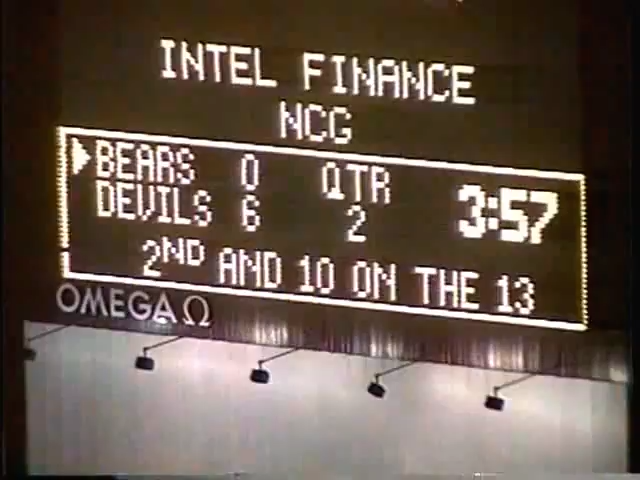 INTEL FINANCE
NCG
BEARS 0 QTR 3:57
DEVILS 6 2
2ND AND 10 ON THE 13
OMEGA Ω